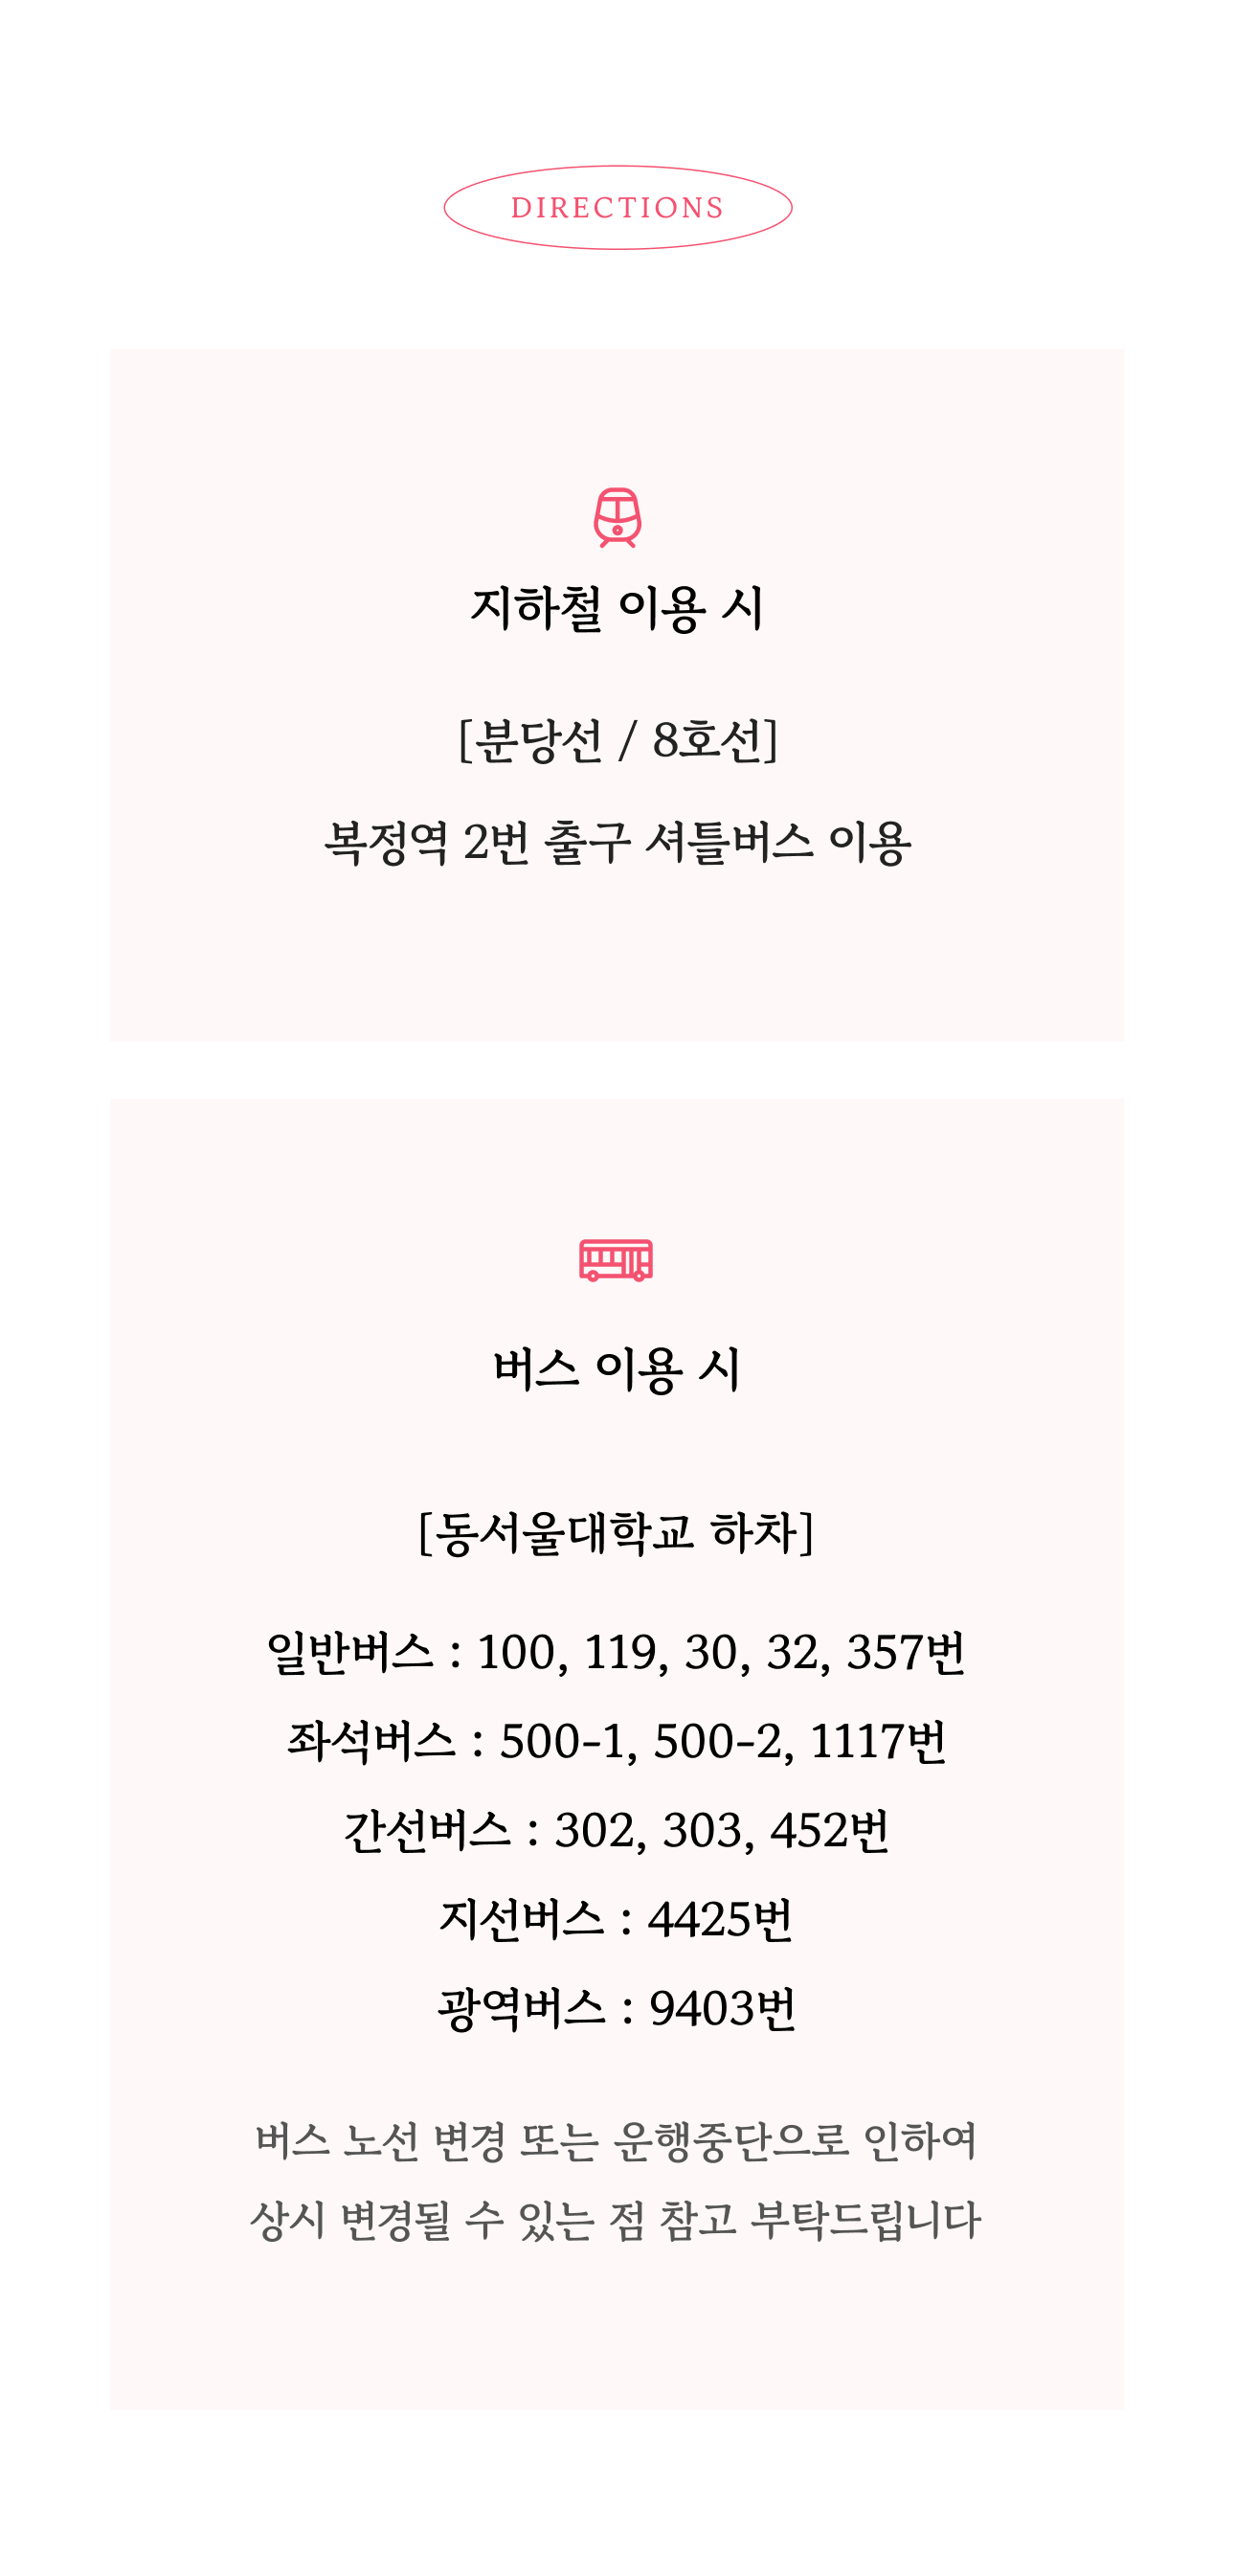 DIRECTIONS
지하철 이용 시
[분당선 / 8호선]
복정역 2번 출구 셔틀버스 이용
버스 이용 시
[동서울대학교 하차]
일반버스 : 100, 119, 30, 32, 357번
좌석버스 : 500-1, 500-2, 1117번
간선버스 : 302, 303, 452번
지선버스 : 4425번
광역버스 : 9403번
버스 노선 변경 또는 운행중단으로 인하여
상시 변경될 수 있는 점 참고 부탁드립니다